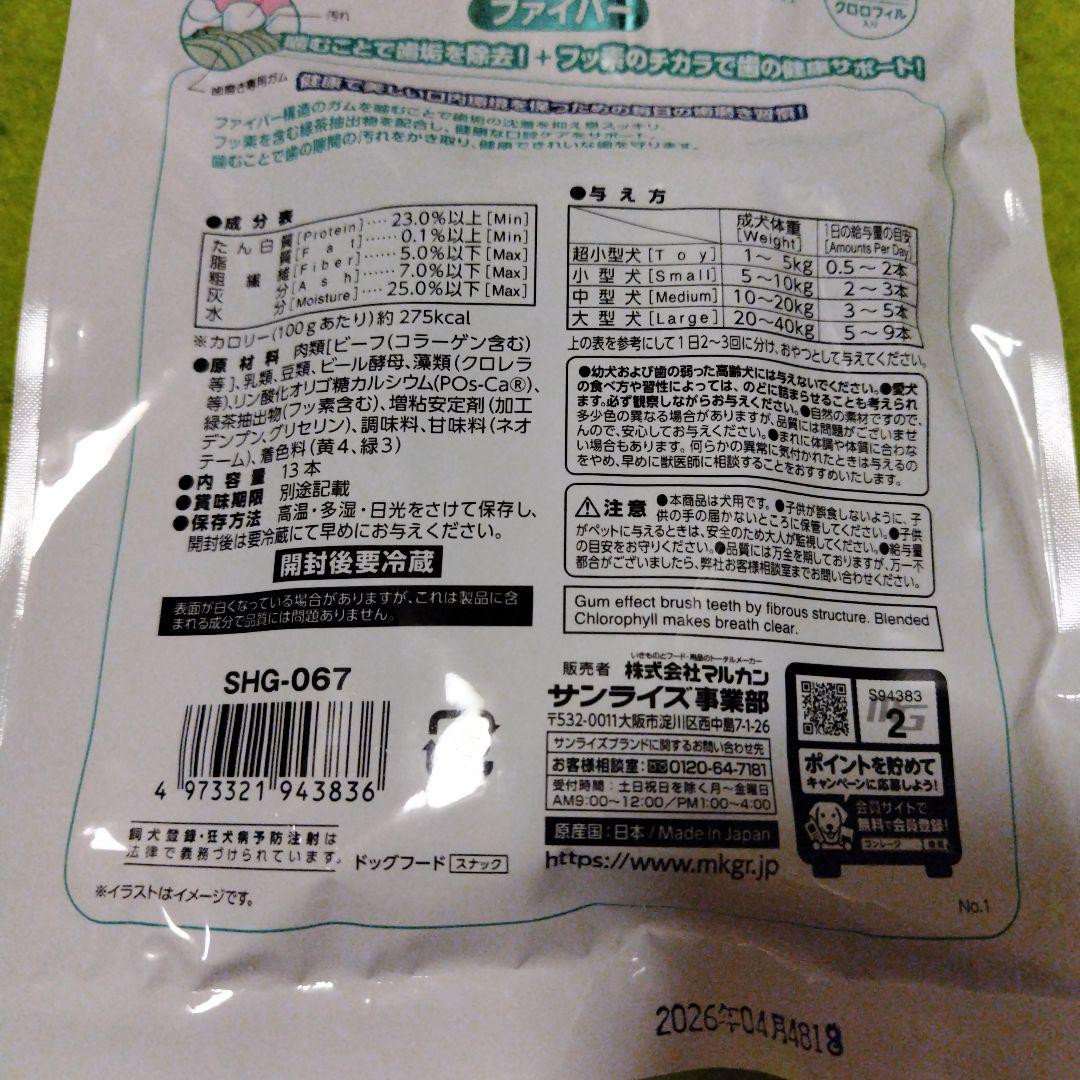 汚れ
ファイバー
クロロフィル
入り
噛むことで歯垢を除去!+フッ素のチカラで歯の健康サポート!
歯磨き専用ガム
健康で美しい口内環境を保つための毎日の歯磨き習慣!
ファイバー構造のガムを噛むことで歯垢の沈着を抑え息スッキリ。
フッ素を含む緑茶抽出物を配合し、健康な口腔ケアをサポート。
噛むことで歯の隙間の汚れをかき取り、健康できれいな歯を守ります。
●成分表
たん白質[Protein]‥‥23.0%以上[Min]
脂質[Fat]‥‥0.1%以上[Min]
粗繊維[Fiber]‥‥5.0%以下[Max]
灰分[Ash]‥‥7.0%以下[Max]
水分[Moisture]‥‥25.0%以下[Max]
※カロリー(100gあたり)約275kcal
●原材料 肉類[ビーフ(コラーゲン含む)
等]、乳類、豆類、ビール酵母、藻類(クロレラ
等)、リン酸化オリゴ糖カルシウム(POs-Ca®)、
緑茶抽出物(フッ素含む)、増粘安定剤(加工
デンプン、グリセリン)、調味料、甘味料(ネオ
テーム)、着色料(黄4、緑3)
●内容量 13本
●賞味期限 別途記載
●保存方法 高温・多湿・日光をさけて保存し、
開封後は要冷蔵にて早めにお与えください。
開封後要冷蔵
表面が白くなっている場合がありますが、これは製品に含
まれる成分で品質には問題ありません。
●与え方
成犬体重[Weight] 1日の給与量の目安[Amounts Per Day]
超小型犬[Toy] 1〜5kg 0.5〜2本
小型犬[Small] 5〜10kg 2〜3本
中型犬[Medium] 10〜20kg 3〜5本
大型犬[Large] 20〜40kg 5〜9本
上の表を参考にして1日2〜3回に分け、おやつとして与えてください。
●幼犬および歯の弱った高齢犬には与えないでください。●愛犬
の食べ方や習性によっては、のどに詰まらせることも考えられ
ます。必ず観察しながらお与えください。●自然の素材ですので、
多少色の異なる場合がありますが、品質には問題がございませ
んので、安心してお与えください。●まれに体調や体質に合わな
い場合もあります。何らかの異常に気付かれたときは与えるの
をやめ、早めに獣医師に相談することをおすすめいたします。
⚠注意 ●本商品は犬用です。●子供が誤食しないように、子
供の手の届かないところに保管してください。●子供
がペットに与えるときは、安全のため大人が監視してください。●給与量
の目安をお守りください。●品質には万全を期しておりますが、万一不
都合がございましたら、弊社お客様相談室までお問い合わせください。
Gum effect brush teeth by fibrous structure. Blended
Chlorophyll makes breath clear.
SHG-067
4 973321 943836
飼犬登録・狂犬病予防注射は
法律で義務づけられています。
ドッグフード スナック
※イラストはイメージです。
いきものとフード・用品のトータルメーカー
販売者 株式会社マルカン
サンライズ事業部
〒532-0011大阪市淀川区西中島7-1-26
サンライズブランドに関するお問い合わせ先
お客様相談室:0120-64-7181
受付時間:土日祝日を除く月〜金曜日
AM9:00〜12:00/PM1:00〜4:00
原産国:日本/Made in Japan
https://www.mkgr.jp
S94383
2
ポイントを貯めて
キャンペーンに応募しよう!
会員サイトで
無料で会員登録!
ゴンレージ 検索
No.1
2026年04月4818